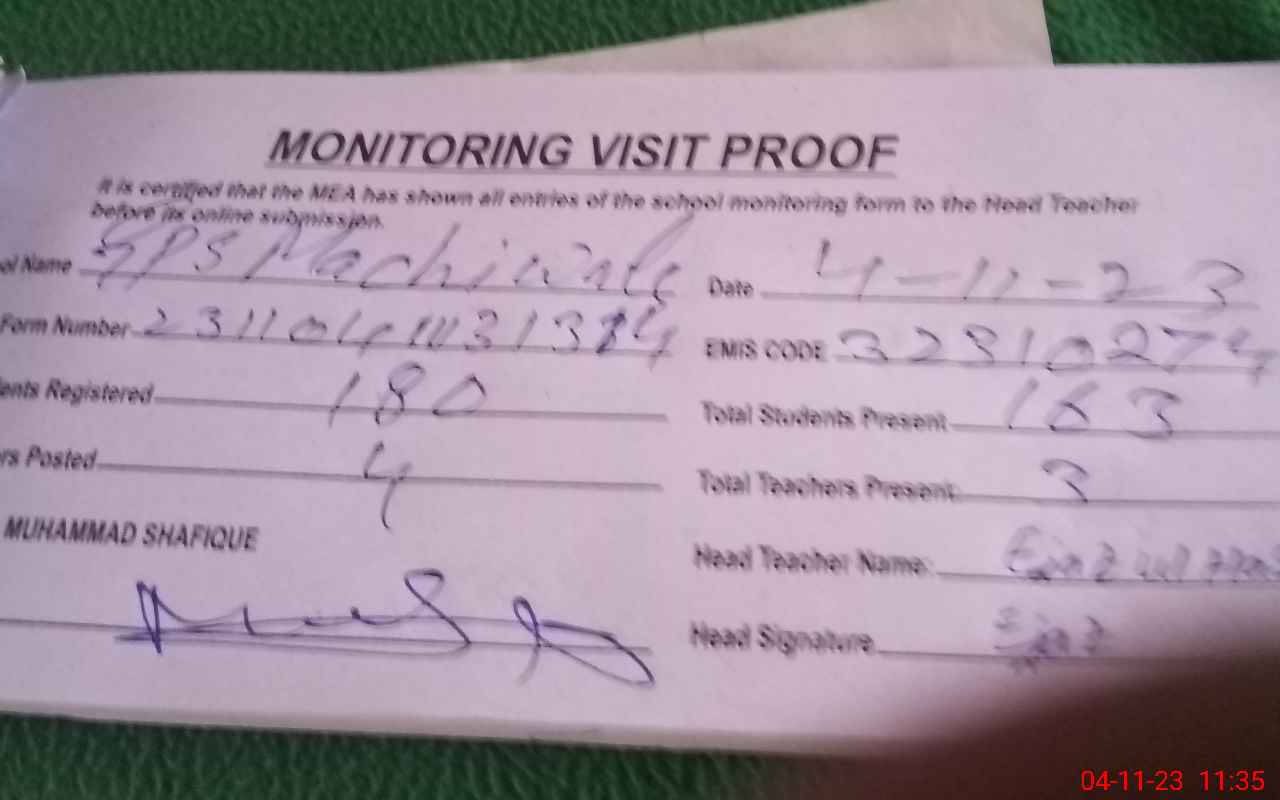 MONITORING VISIT PROOF
It is certified that the MEA has shown all entries of the school monitoring form to the Head Teacher
before its online submission.
ol Name GPS Machiwala Date 4-11-23
Form Number EMIS CODE 32310274
ents Registered 180 Total Students Present 163
rs Posted 4 Total Teachers Present 3
MUHAMMAD SHAFIQUE Head Teacher Name:
Head Signature
04-11-23 11:35